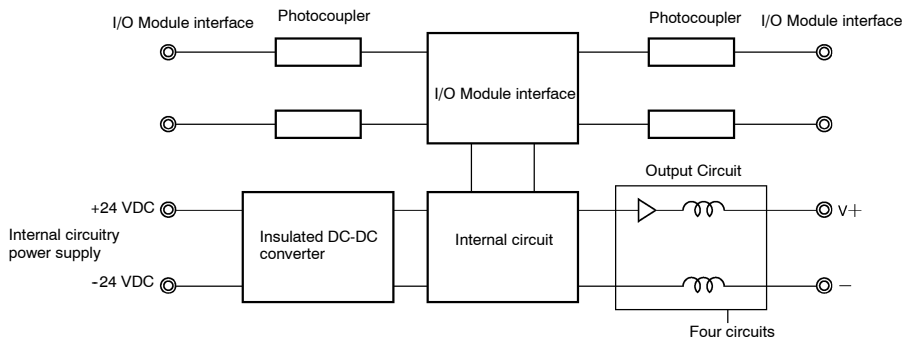 Photocoupler
Photocoupler
I/O Module interface
I/O Module interface
I/O Module interface
Output Circuit
+24 VDC
V+
Internal circuitry
power supply
Insulated DC-DC
converter
Internal circuit
−24 VDC
−
Four circuits